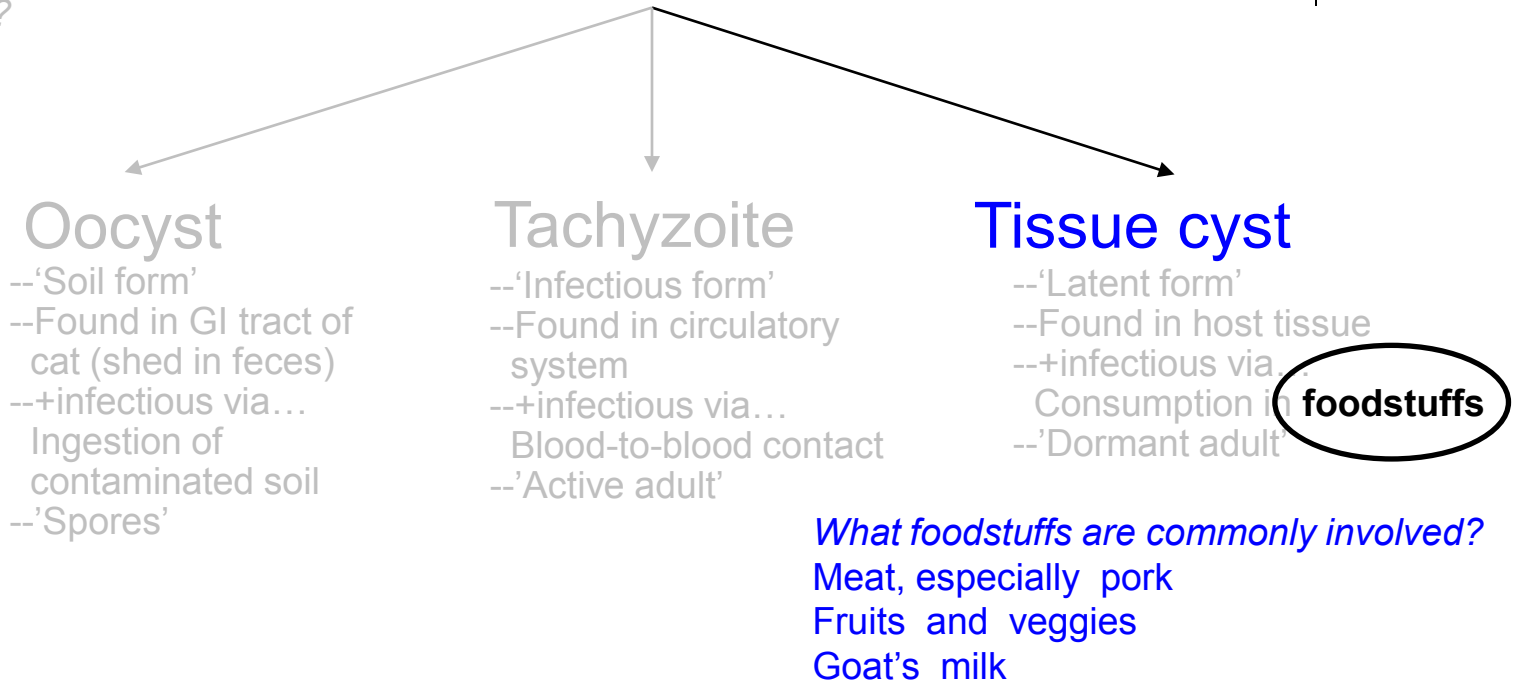 ?
Oocyst
--‘Soil form’
--Found in GI tract of
cat (shed in feces)
--+infectious via…
Ingestion of
contaminated soil
--’Spores’
Tachyzoite
--‘Infectious form’
--Found in circulatory
system
--+infectious via…
Blood-to-blood contact
--’Active adult’
Tissue cyst
--‘Latent form’
--Found in host tissue
--+infectious via…
Consumption in foodstuffs
--’Dormant adult’
What foodstuffs are commonly involved?
Meat, especially pork
Fruits and veggies
Goat’s milk